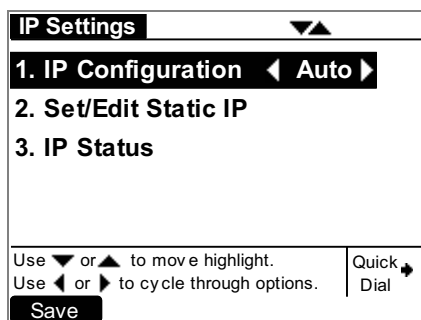 IP Settings
1. IP Configuration Auto
2. Set/Edit Static IP
3. IP Status
Use or to move highlight.
Use or to cycle through options.
Quick
Dial
Save